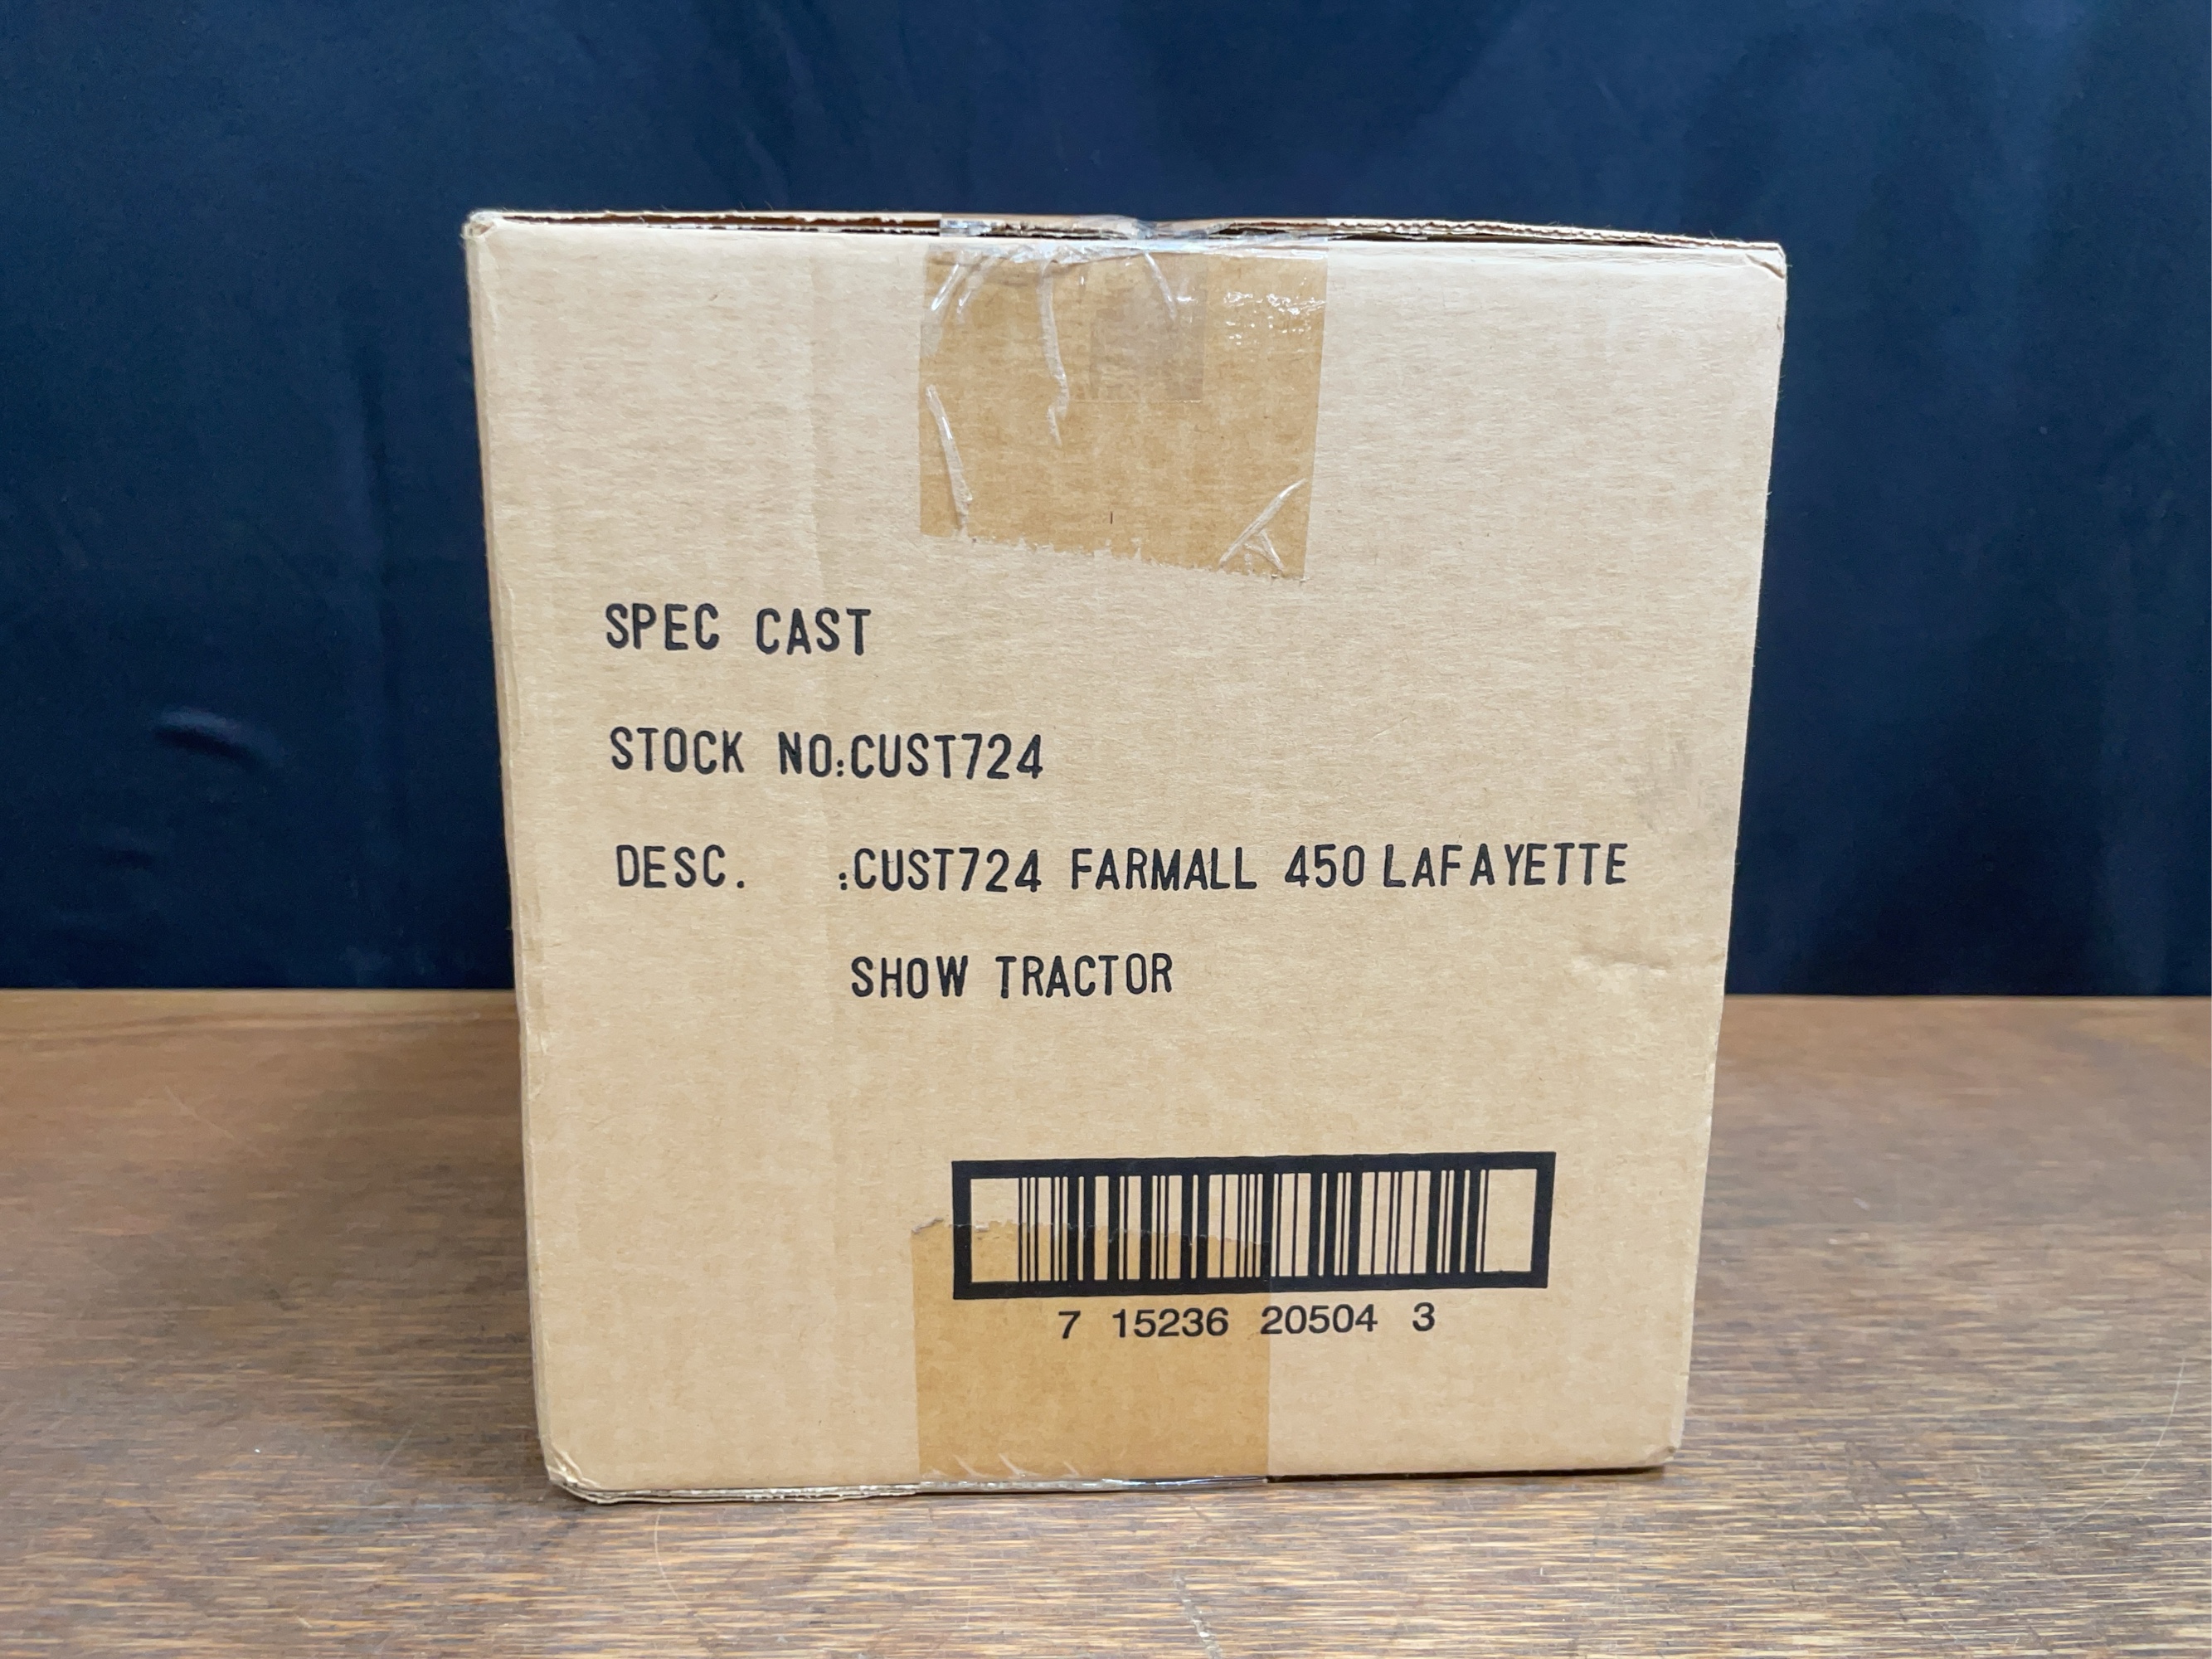 SPEC CAST
STOCK NO:CUST724
DESC. :CUST724 FARMALL 450 LAFAYETTE
SHOW TRACTOR
7 15236 20504 3